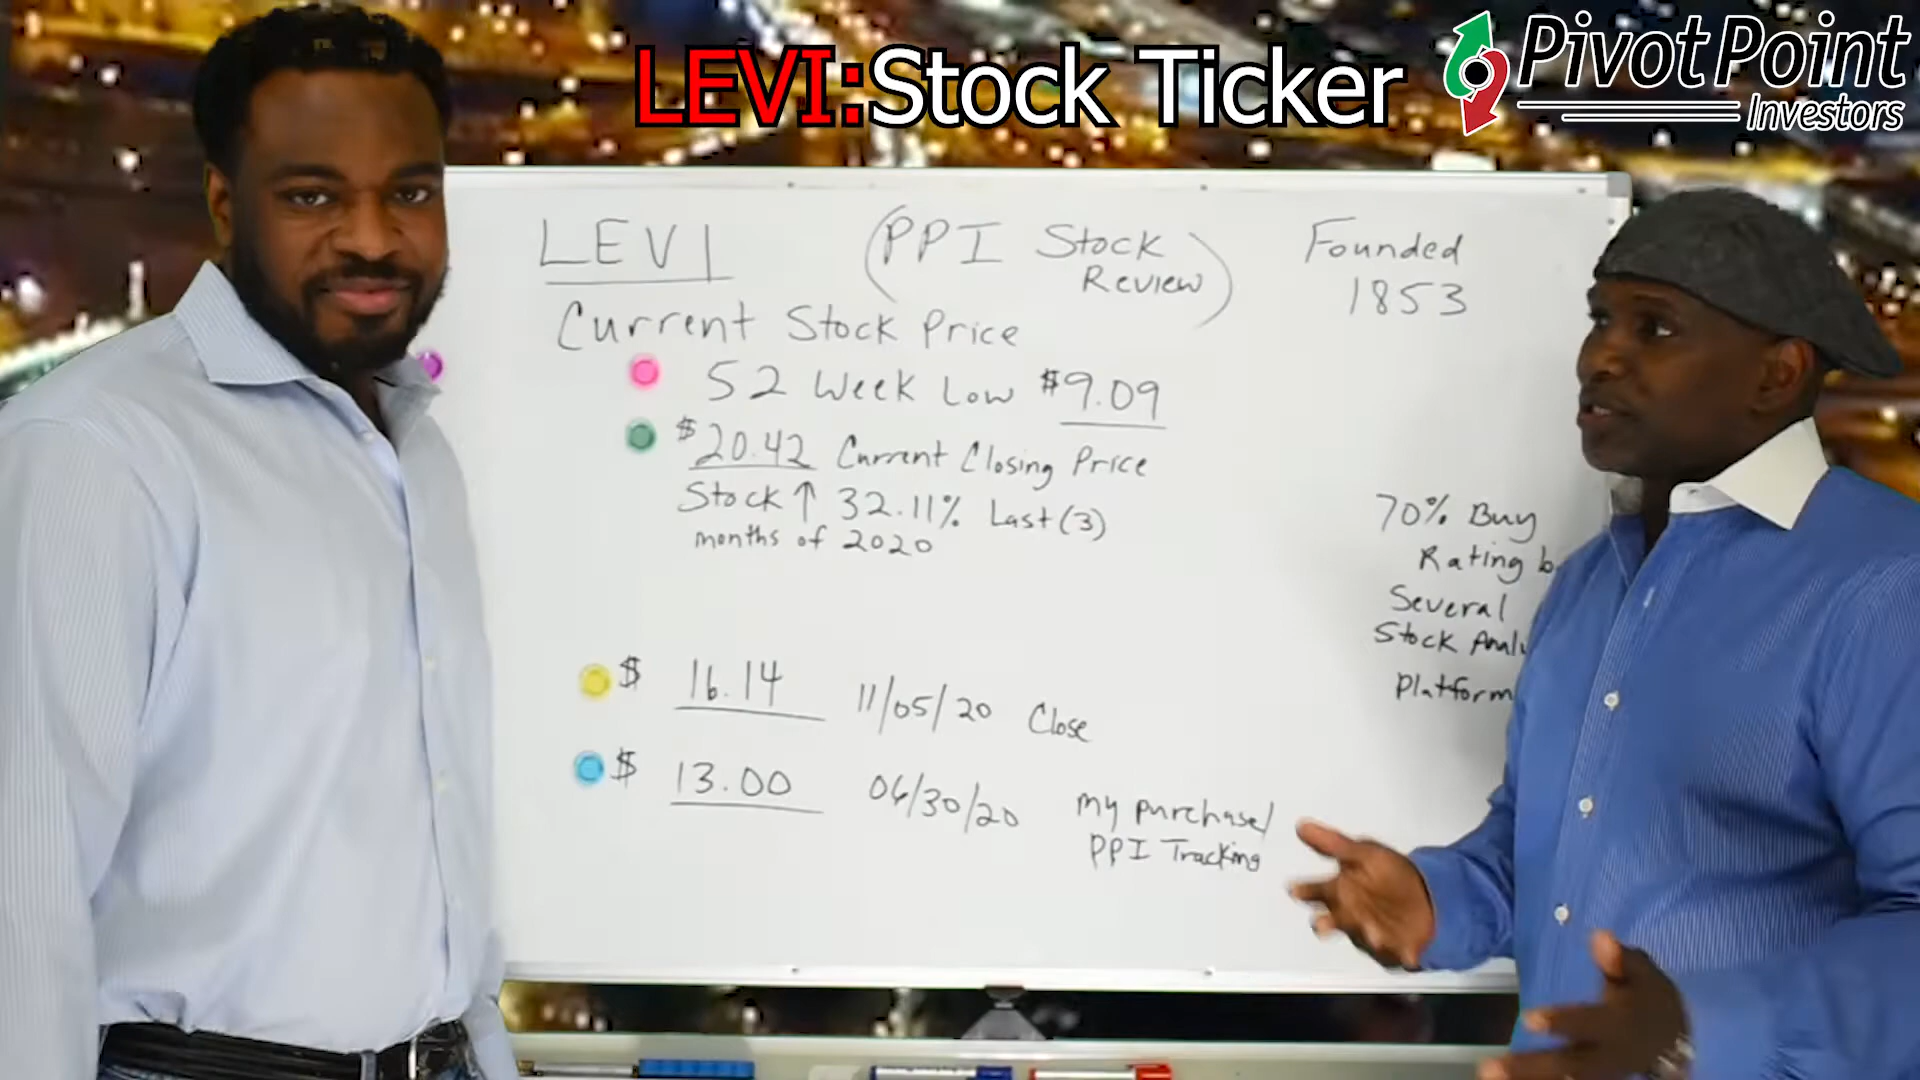 LEVI:Stock Ticker
PivotPoint
Investors
LEVI
(PPI Stock
Review)
Founded
1853
Current Stock Price
52 Week Low $9.09
$20.42 Current Closing Price
Stock ↑ 32.11% Last (3)
months of 2020
70% Buy
Rating b
Several
Stock Anal
Platform
$ 16.14 11/05/20 Close
$ 13.00 06/30/20 my purchase/
PPI Tracking